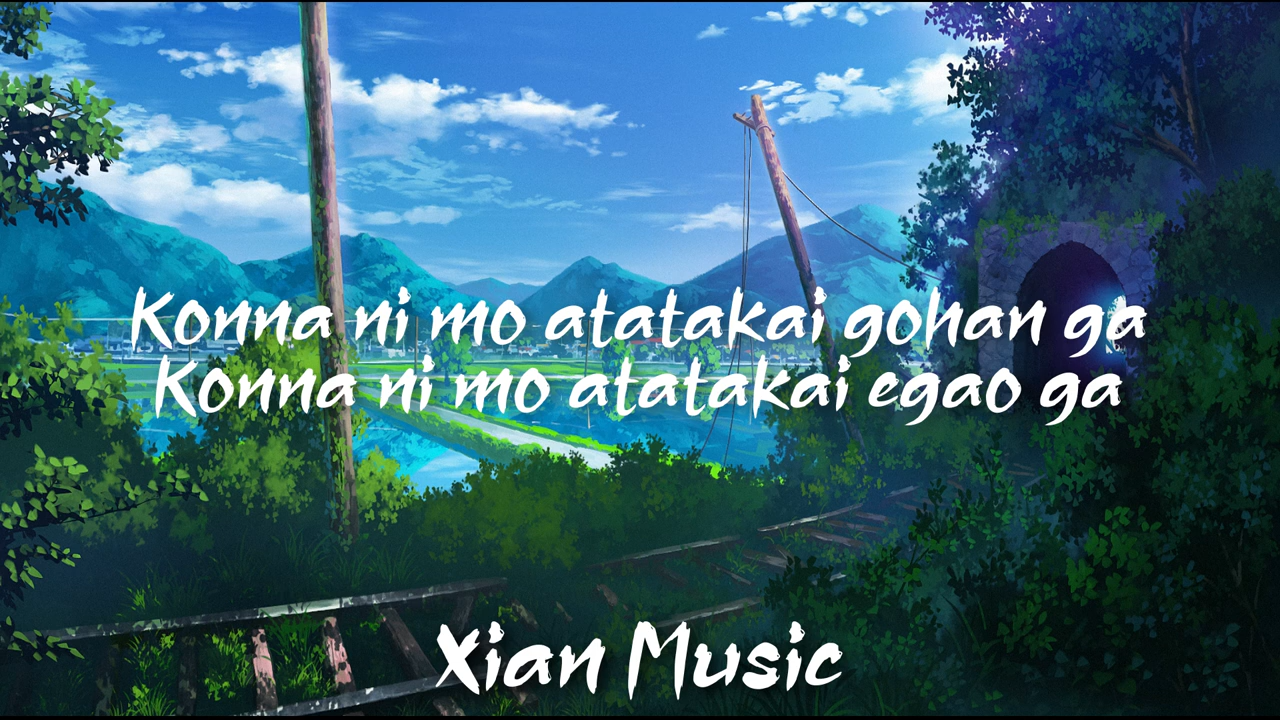 Konna ni mo atatakai gohan ga
Konna ni mo atatakai egao ga
Xian Music